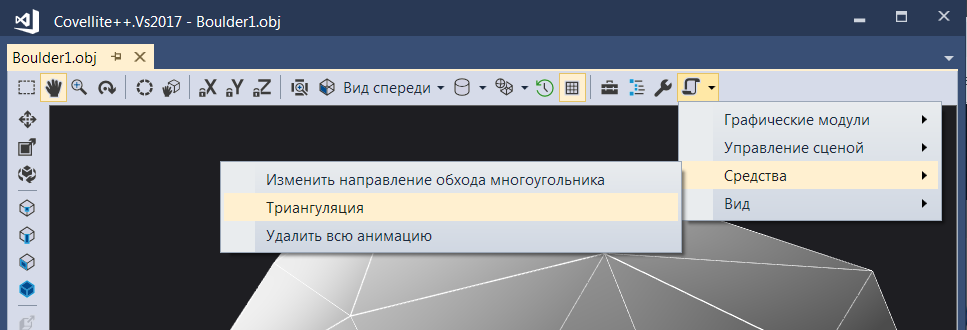 Covellite++.Vs2017 - Boulder1.obj
Boulder1.obj
X Y Z Вид спереди
Графические модули
Управление сценой
Средства
Вид
Изменить направление обхода многоугольника
Триангуляция
Удалить всю анимацию